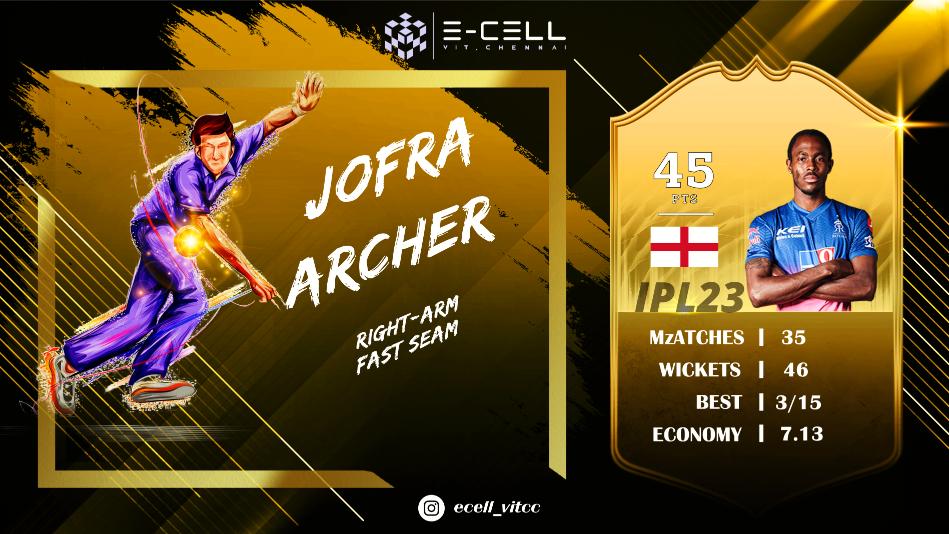 E-CELL
VIT,CHENNAI
JOFRA
ARCHER
RIGHT-ARM
FAST SEAM
45
PTS
KEI
IPL23
MzATCHES | 35
WICKETS | 46
BEST | 3/15
ECONOMY | 7.13
ecell_vitcc